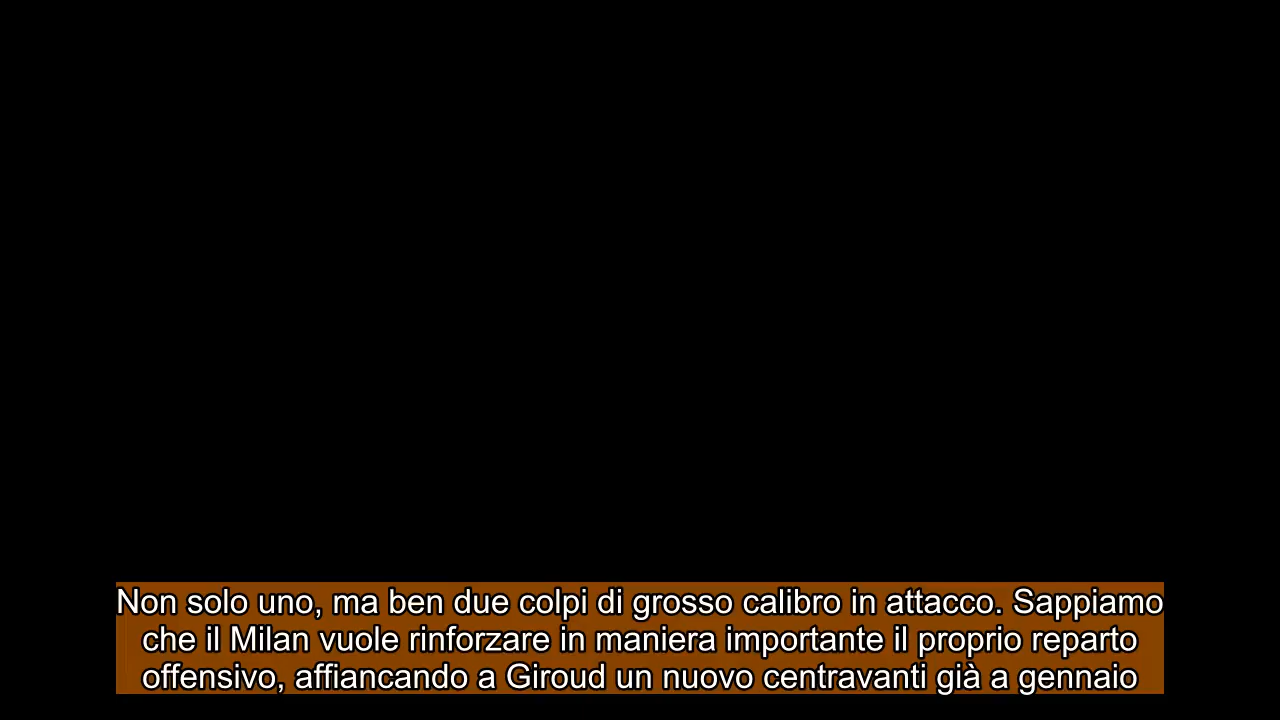 Non solo uno, ma ben due colpi di grosso calibro in attacco. Sappiamo
che il Milan vuole rinforzare in maniera importante il proprio reparto
offensivo, affiancando a Giroud un nuovo centravanti già a gennaio